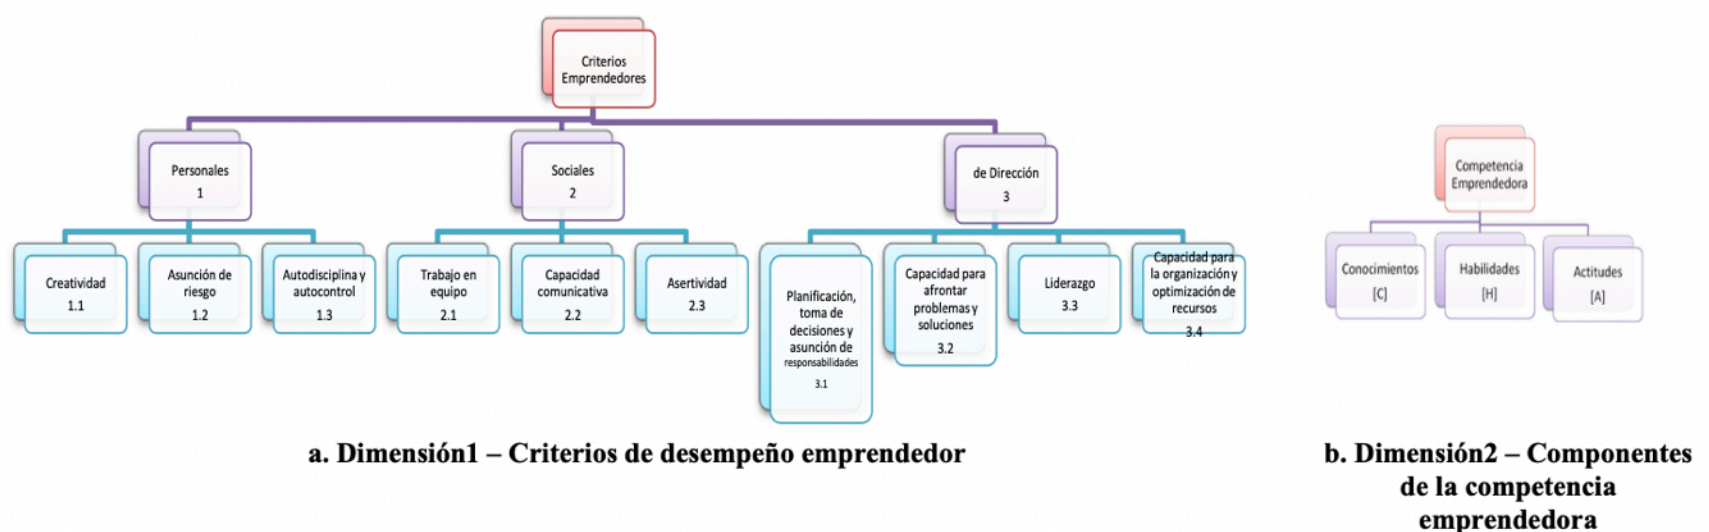 Criterios
Emprendedores
Personales
1
Sociales
2
de Dirección
3
Creatividad
1.1
Asunción de
riesgo
1.2
Autodisciplina y
autocontrol
1.3
Trabajo en
equipo
2.1
Capacidad
comunicativa
2.2
Asertividad
2.3
Planificación,
toma de
decisiones y
asunción de
responsabilidades
3.1
Capacidad para
afrontar
problemas y
soluciones
3.2
Liderazgo
3.3
Capacidad para
la organización y
optimización de
recursos
3.4
a. Dimensión1 – Criterios de desempeño emprendedor
Competencia
Emprendedora
Conocimientos
[C]
Habilidades
[H]
Actitudes
[A]
b. Dimensión2 – Componentes
de la competencia
emprendedora